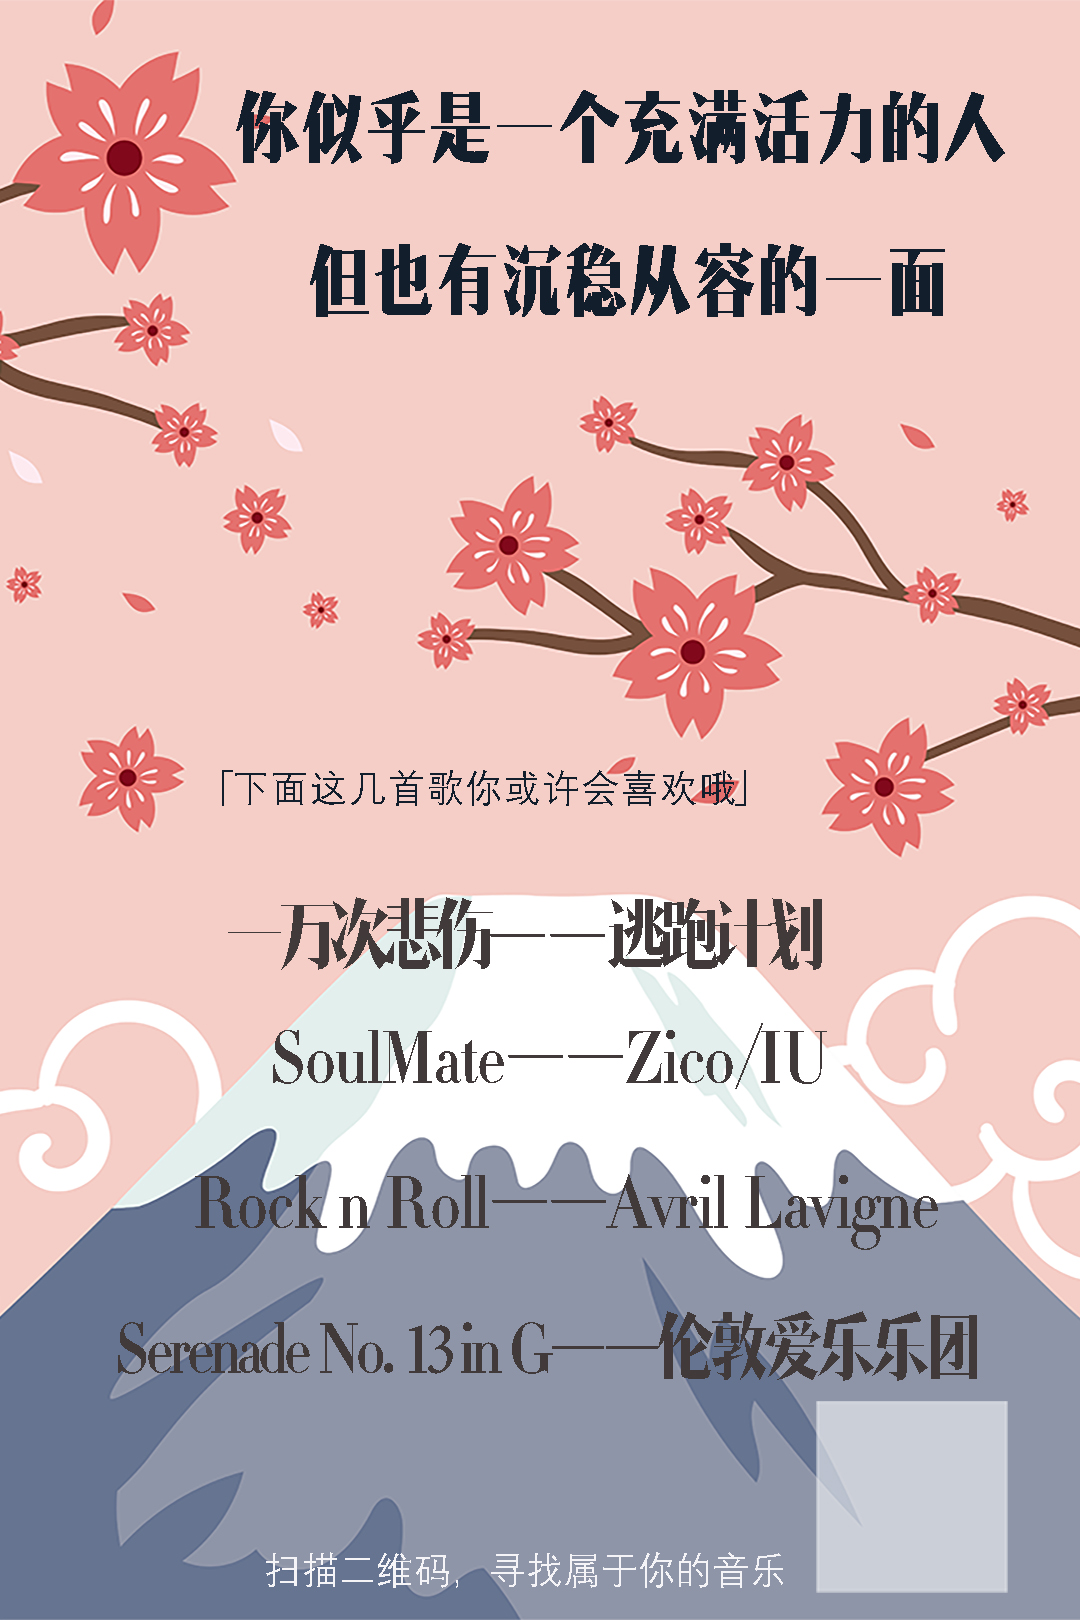 你似乎是一个充满活力的人
但也有沉稳从容的一面
「下面这几首歌你或许会喜欢哦」
一万次悲伤——逃跑计划
SoulMate——Zico/IU
Rock n Roll——Avril Lavigne
Serenade No. 13 in G——伦敦爱乐乐团
扫描二维码，寻找属于你的音乐